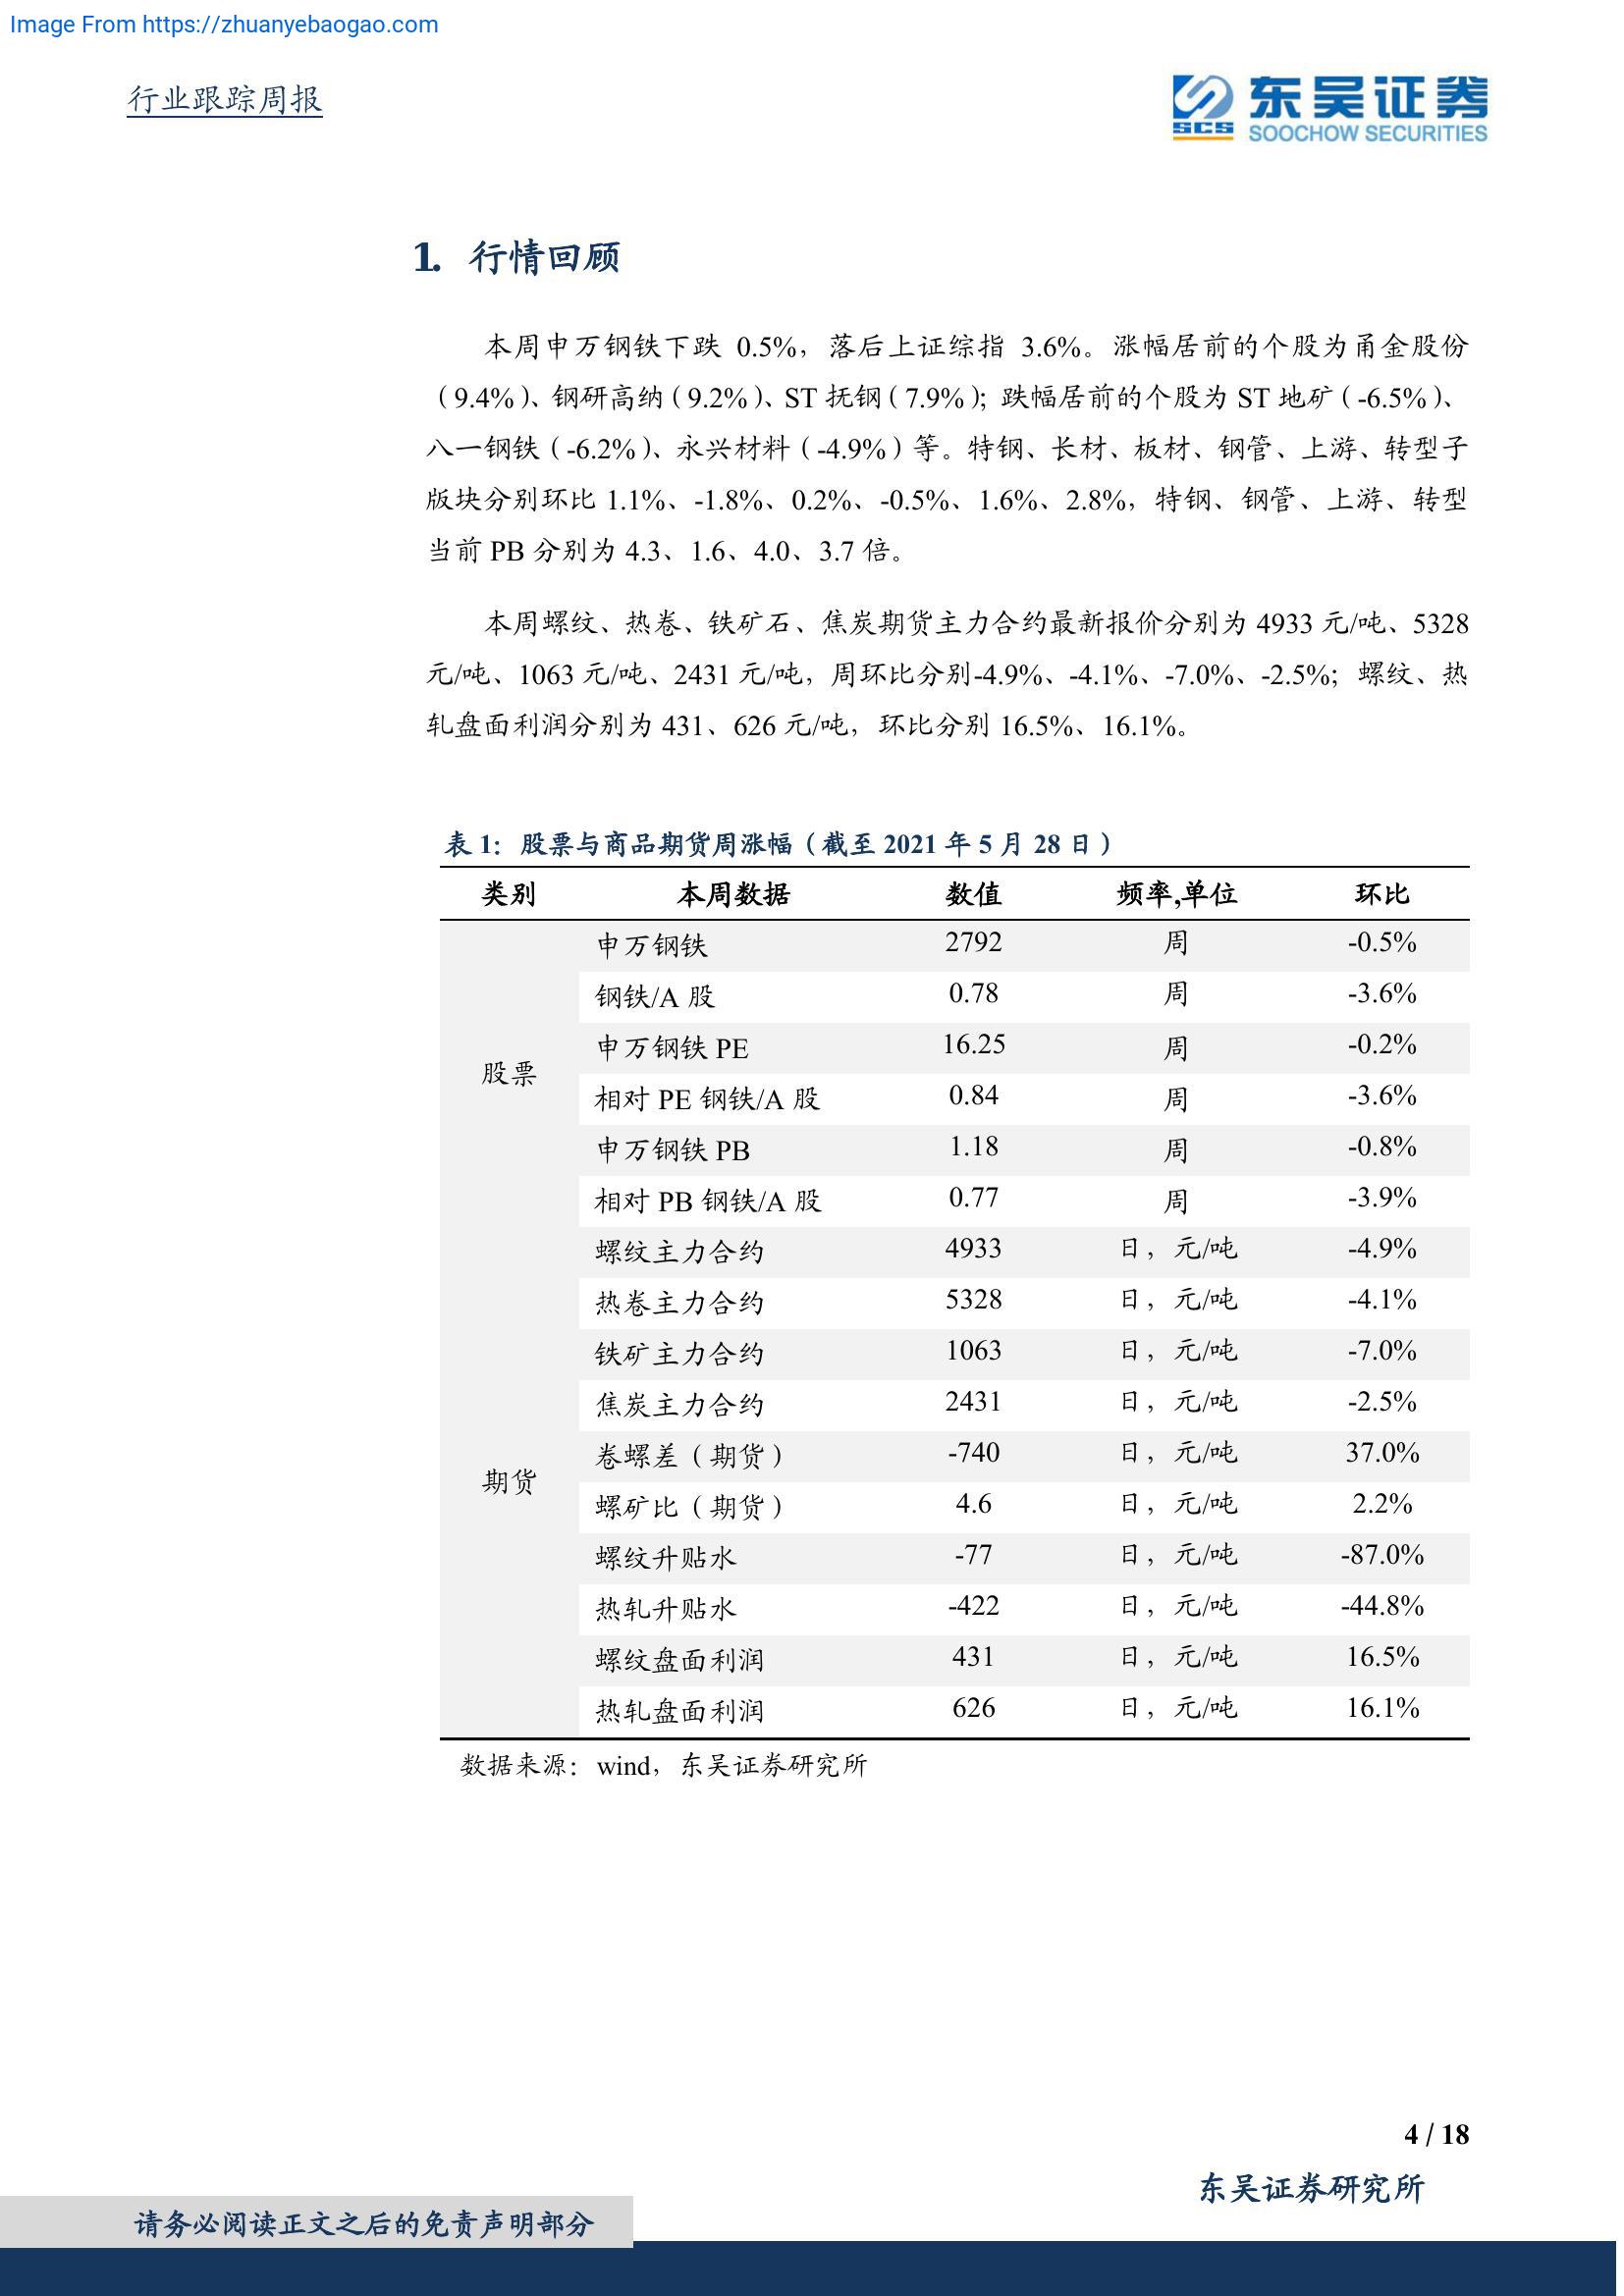 Image From https://zhuanyebaogao.com
行业跟踪周报
东吴证券
SCS SOOCHOW SECURITIES
1. 行情回顾
本周申万钢铁下跌 0.5%，落后上证综指 3.6%。涨幅居前的个股为甬金股份
（9.4%）、钢研高纳（9.2%）、ST 抚钢（7.9%）；跌幅居前的个股为 ST 地矿（-6.5%）、
八一钢铁（-6.2%）、永兴材料（-4.9%）等。特钢、长材、板材、钢管、上游、转型子
版块分别环比 1.1%、-1.8%、0.2%、-0.5%、1.6%、2.8%，特钢、钢管、上游、转型
当前 PB 分别为 4.3、1.6、4.0、3.7 倍。
本周螺纹、热卷、铁矿石、焦炭期货主力合约最新报价分别为 4933 元/吨、5328
元/吨、1063 元/吨、2431 元/吨，周环比分别-4.9%、-4.1%、-7.0%、-2.5%；螺纹、热
轧盘面利润分别为 431、626 元/吨，环比分别 16.5%、16.1%。
表 1：股票与商品期货周涨幅（截至 2021 年 5 月 28 日）
类别 本周数据 数值 频率,单位 环比
申万钢铁 2792 周 -0.5%
钢铁/A 股 0.78 周 -3.6%
申万钢铁 PE 16.25 周 -0.2%
股票
相对 PE 钢铁/A 股 0.84 周 -3.6%
申万钢铁 PB 1.18 周 -0.8%
相对 PB 钢铁/A 股 0.77 周 -3.9%
螺纹主力合约 4933 日，元/吨 -4.9%
热卷主力合约 5328 日，元/吨 -4.1%
铁矿主力合约 1063 日，元/吨 -7.0%
焦炭主力合约 2431 日，元/吨 -2.5%
卷螺差（期货） -740 日，元/吨 37.0%
期货
螺矿比（期货） 4.6 日，元/吨 2.2%
螺纹升贴水 -77 日，元/吨 -87.0%
热轧升贴水 -422 日，元/吨 -44.8%
螺纹盘面利润 431 日，元/吨 16.5%
热轧盘面利润 626 日，元/吨 16.1%
数据来源：wind，东吴证券研究所
4 / 18
东吴证券研究所
请务必阅读正文之后的免责声明部分